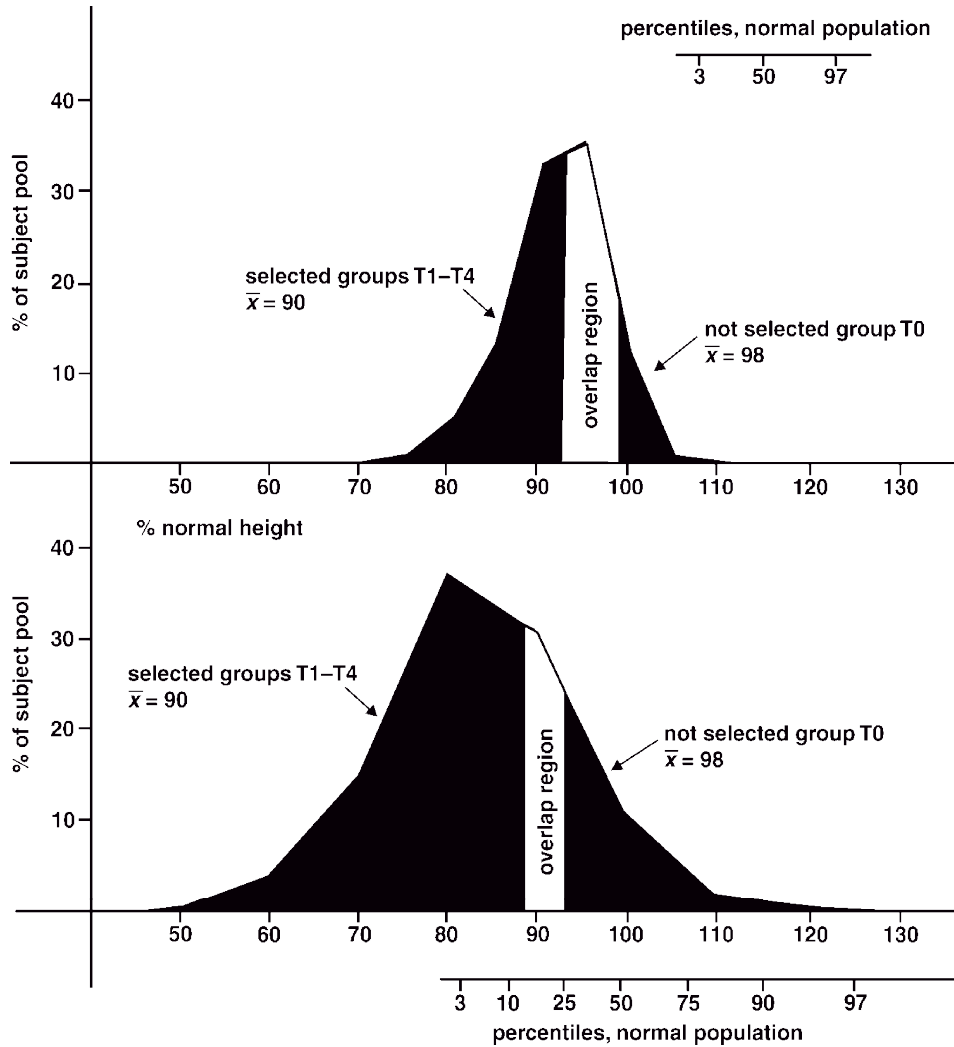 percentiles, normal population
3 50 97
% of subject pool
40
30
20
10
selected groups T1–T4
x̅ = 90
overlap region
not selected group T0
x̅ = 98
50 60 70 80 90 100 110 120 130
% normal height
% of subject pool
40
30
20
10
selected groups T1–T4
x̅ = 90
overlap region
not selected group T0
x̅ = 98
50 60 70 80 90 100 110 120 130
3 10 25 50 75 90 97
percentiles, normal population